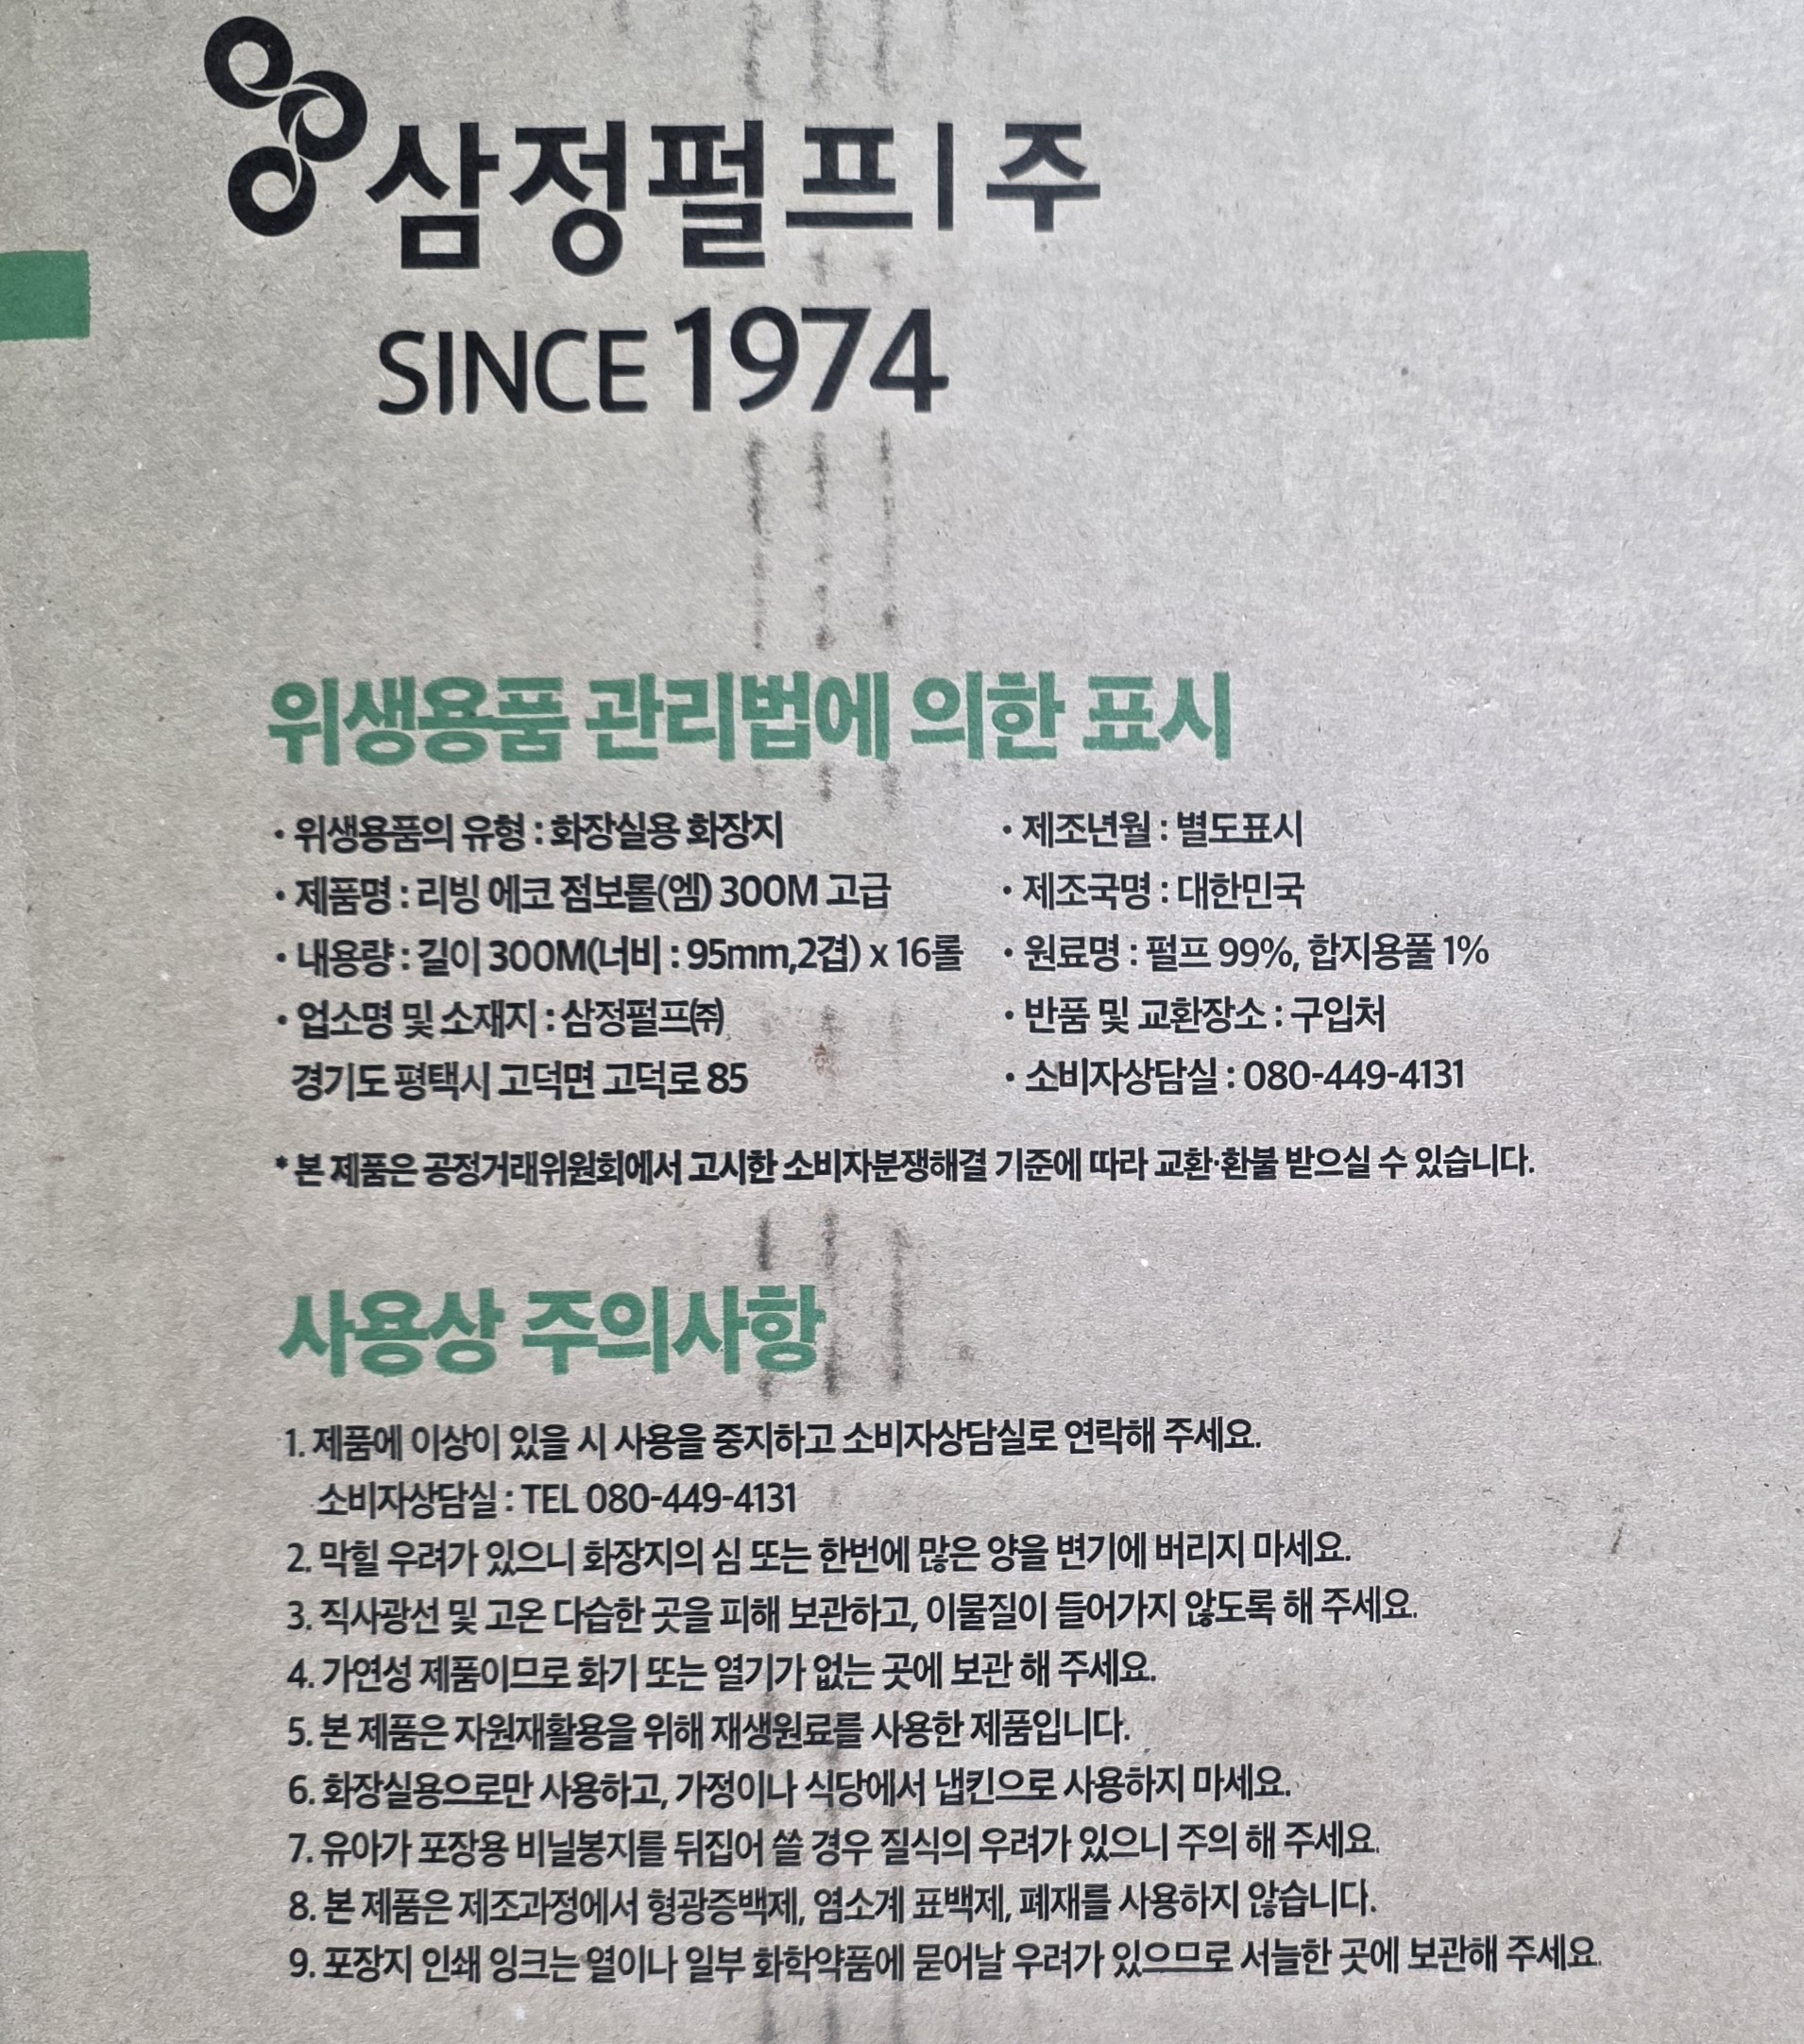 삼정펄프 | 주
SINCE 1974
위생용품 관리법에 의한 표시
• 위생용품의 유형 : 화장실용 화장지
• 제품명 : 리빙 에코 점보롤(엠) 300M 고급
• 내용량 : 길이 300M(너비 : 95mm,2겹) x 16롤
• 업소명 및 소재지 : 삼정펄프㈜
경기도 평택시 고덕면 고덕로 85
• 제조년월 : 별도표시
• 제조국명 : 대한민국
• 원료명 : 펄프 99%, 합지용풀 1%
• 반품 및 교환장소 : 구입처
• 소비자상담실 : 080-449-4131
* 본 제품은 공정거래위원회에서 고시한 소비자분쟁해결 기준에 따라 교환·환불 받으실 수 있습니다.
사용상 주의사항
1. 제품에 이상이 있을 시 사용을 중지하고 소비자상담실로 연락해 주세요.
소비자상담실 : TEL 080-449-4131
2. 막힐 우려가 있으니 화장지의 심 또는 한번에 많은 양을 변기에 버리지 마세요.
3. 직사광선 및 고온 다습한 곳을 피해 보관하고, 이물질이 들어가지 않도록 해 주세요.
4. 가연성 제품이므로 화기 또는 열기가 없는 곳에 보관 해 주세요.
5. 본 제품은 자원재활용을 위해 재생원료를 사용한 제품입니다.
6. 화장실용으로만 사용하고, 가정이나 식당에서 냅킨으로 사용하지 마세요.
7. 유아가 포장용 비닐봉지를 뒤집어 쓸 경우 질식의 우려가 있으니 주의 해 주세요.
8. 본 제품은 제조과정에서 형광증백제, 염소계 표백제, 폐재를 사용하지 않습니다.
9. 포장지 인쇄 잉크는 열이나 일부 화학약품에 묻어날 우려가 있으므로 서늘한 곳에 보관해 주세요.